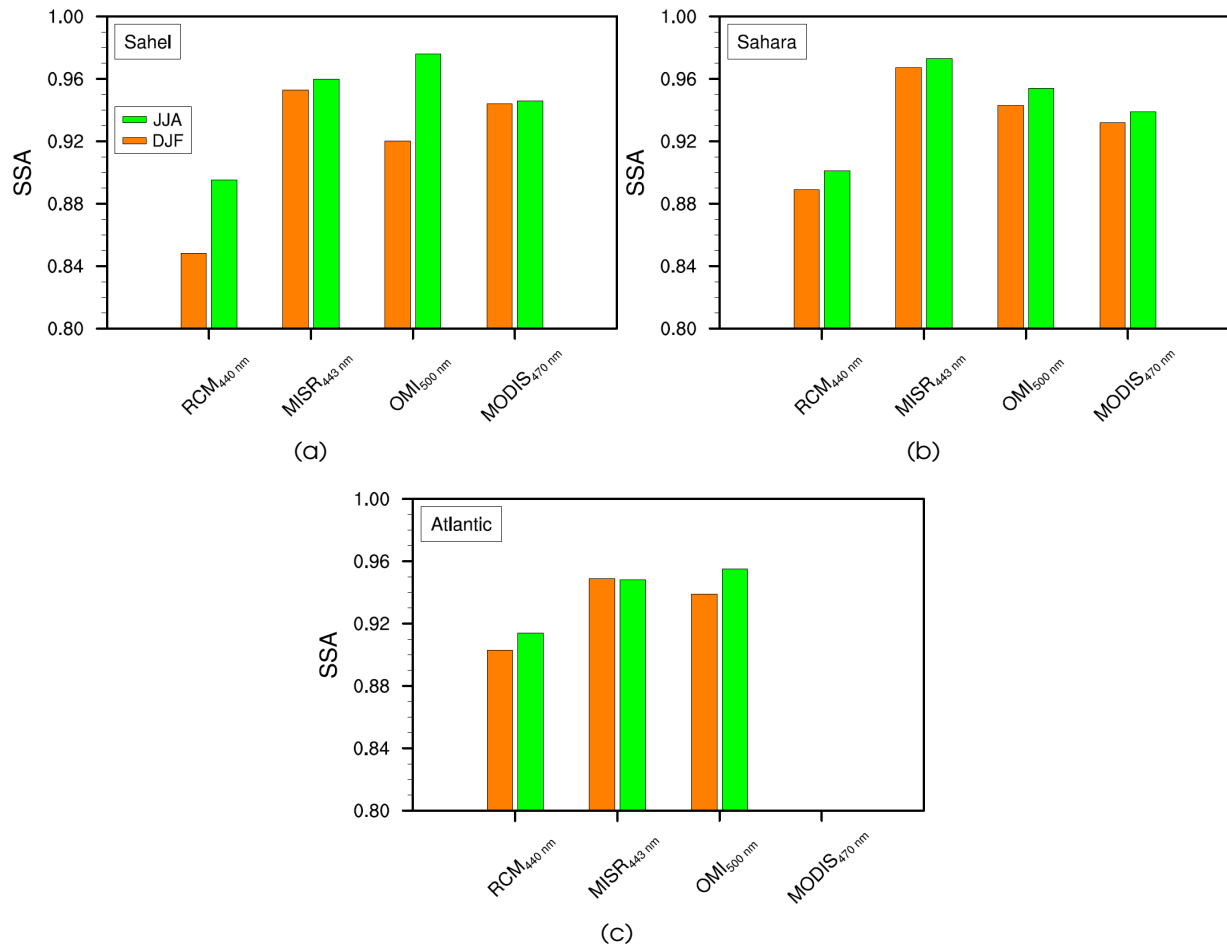 1.00
0.96
0.92
0.88
0.84
0.80
SSA
Sahel
JJA
DJF
RCM440 nm
MISR443 nm
OMI500 nm
MODIS470 nm
(a)
1.00
0.96
0.92
0.88
0.84
0.80
SSA
Sahara
RCM440 nm
MISR443 nm
OMI500 nm
MODIS470 nm
(b)
1.00
0.96
0.92
0.88
0.84
0.80
SSA
Atlantic
RCM440 nm
MISR443 nm
OMI500 nm
MODIS470 nm
(c)